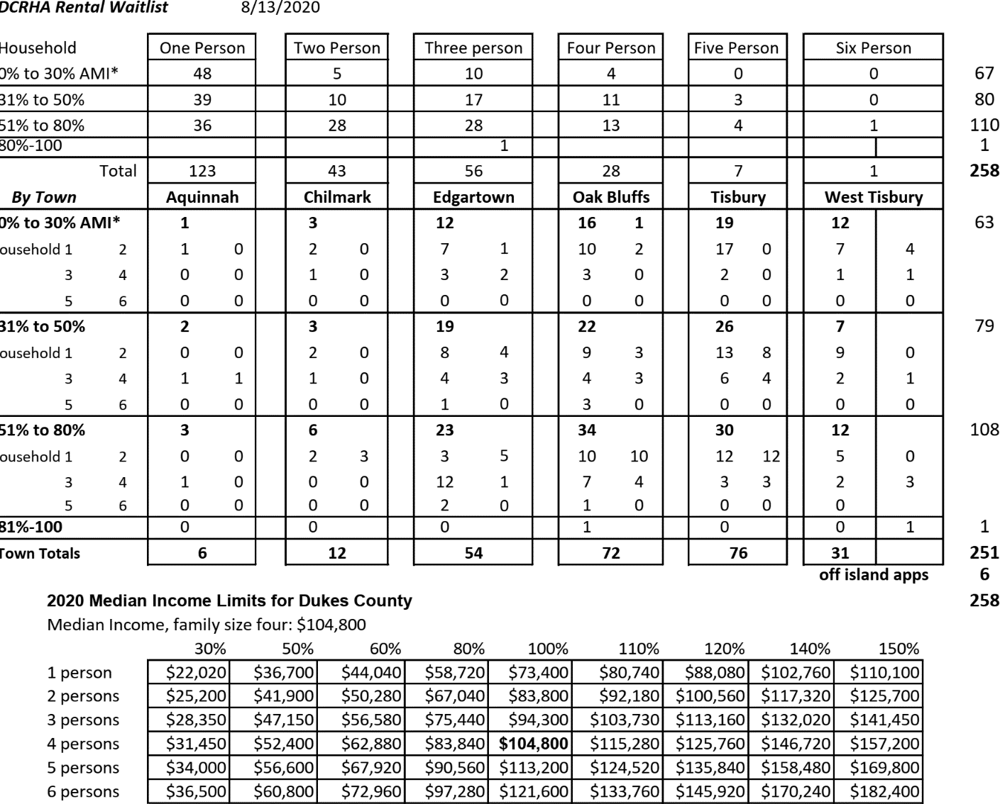 DCRHA Rental Waitlist 8/13/2020
Household One Person Two Person Three person Four Person Five Person Six Person
0% to 30% AMI* 48 5 10 4 0 0 67
31% to 50% 39 10 17 11 3 0 80
51% to 80% 36 28 28 13 4 1 110
80%-100 1 1
Total 123 43 56 28 7 1 258
By Town Aquinnah Chilmark Edgartown Oak Bluffs Tisbury West Tisbury
0% to 30% AMI* 1 3 12 16 1 19 12 63
ousehold 1 2 1 0 2 0 7 1 10 2 17 0 7 4
3 4 0 0 1 0 3 2 3 0 2 0 1 1
5 6 0 0 0 0 0 0 0 0 0 0 0 0
31% to 50% 2 3 19 22 26 7 79
ousehold 1 2 0 0 2 0 8 4 9 3 13 8 9 0
3 4 1 1 1 0 4 3 4 3 6 4 2 1
5 6 0 0 0 0 1 0 3 0 0 0 0 0
51% to 80% 3 6 23 34 30 12 108
ousehold 1 2 0 0 2 3 3 5 10 10 12 12 5 0
3 4 1 0 0 0 12 1 7 4 3 3 2 3
5 6 0 0 0 0 2 0 1 0 0 0 0
81%-100 0 0 0 1 0 0 1 1
Town Totals 6 12 54 72 76 31 251
off island apps 6
2020 Median Income Limits for Dukes County 258
Median Income, family size four: $104,800
30% 50% 60% 80% 100% 110% 120% 140% 150%
1 person $22,020 $36,700 $44,040 $58,720 $73,400 $80,740 $88,080 $102,760 $110,100
2 persons $25,200 $41,900 $50,280 $67,040 $83,800 $92,180 $100,560 $117,320 $125,700
3 persons $28,350 $47,150 $56,580 $75,440 $94,300 $103,730 $113,160 $132,020 $141,450
4 persons $31,450 $52,400 $62,880 $83,840 $104,800 $115,280 $125,760 $146,720 $157,200
5 persons $34,000 $56,600 $67,920 $90,560 $113,200 $124,520 $135,840 $158,480 $169,800
6 persons $36,500 $60,800 $72,960 $97,280 $121,600 $133,760 $145,920 $170,240 $182,400